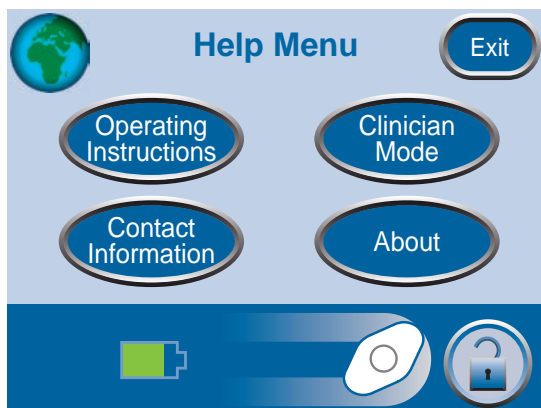 Help Menu
Exit
Operating
Instructions
Clinician
Mode
Contact
Information
About